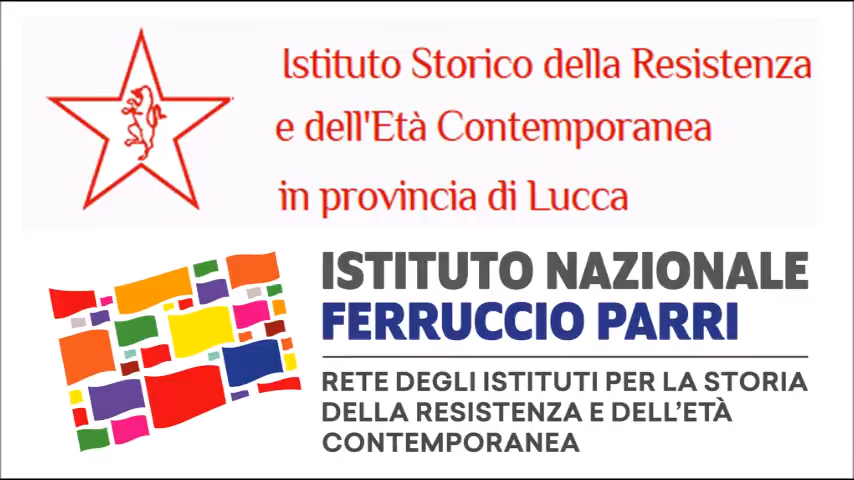 Istituto Storico della Resistenza
e dell'Età Contemporanea
in provincia di Lucca
ISTITUTO NAZIONALE
FERRUCCIO PARRI
RETE DEGLI ISTITUTI PER LA STORIA
DELLA RESISTENZA E DELL’ETÀ
CONTEMPORANEA